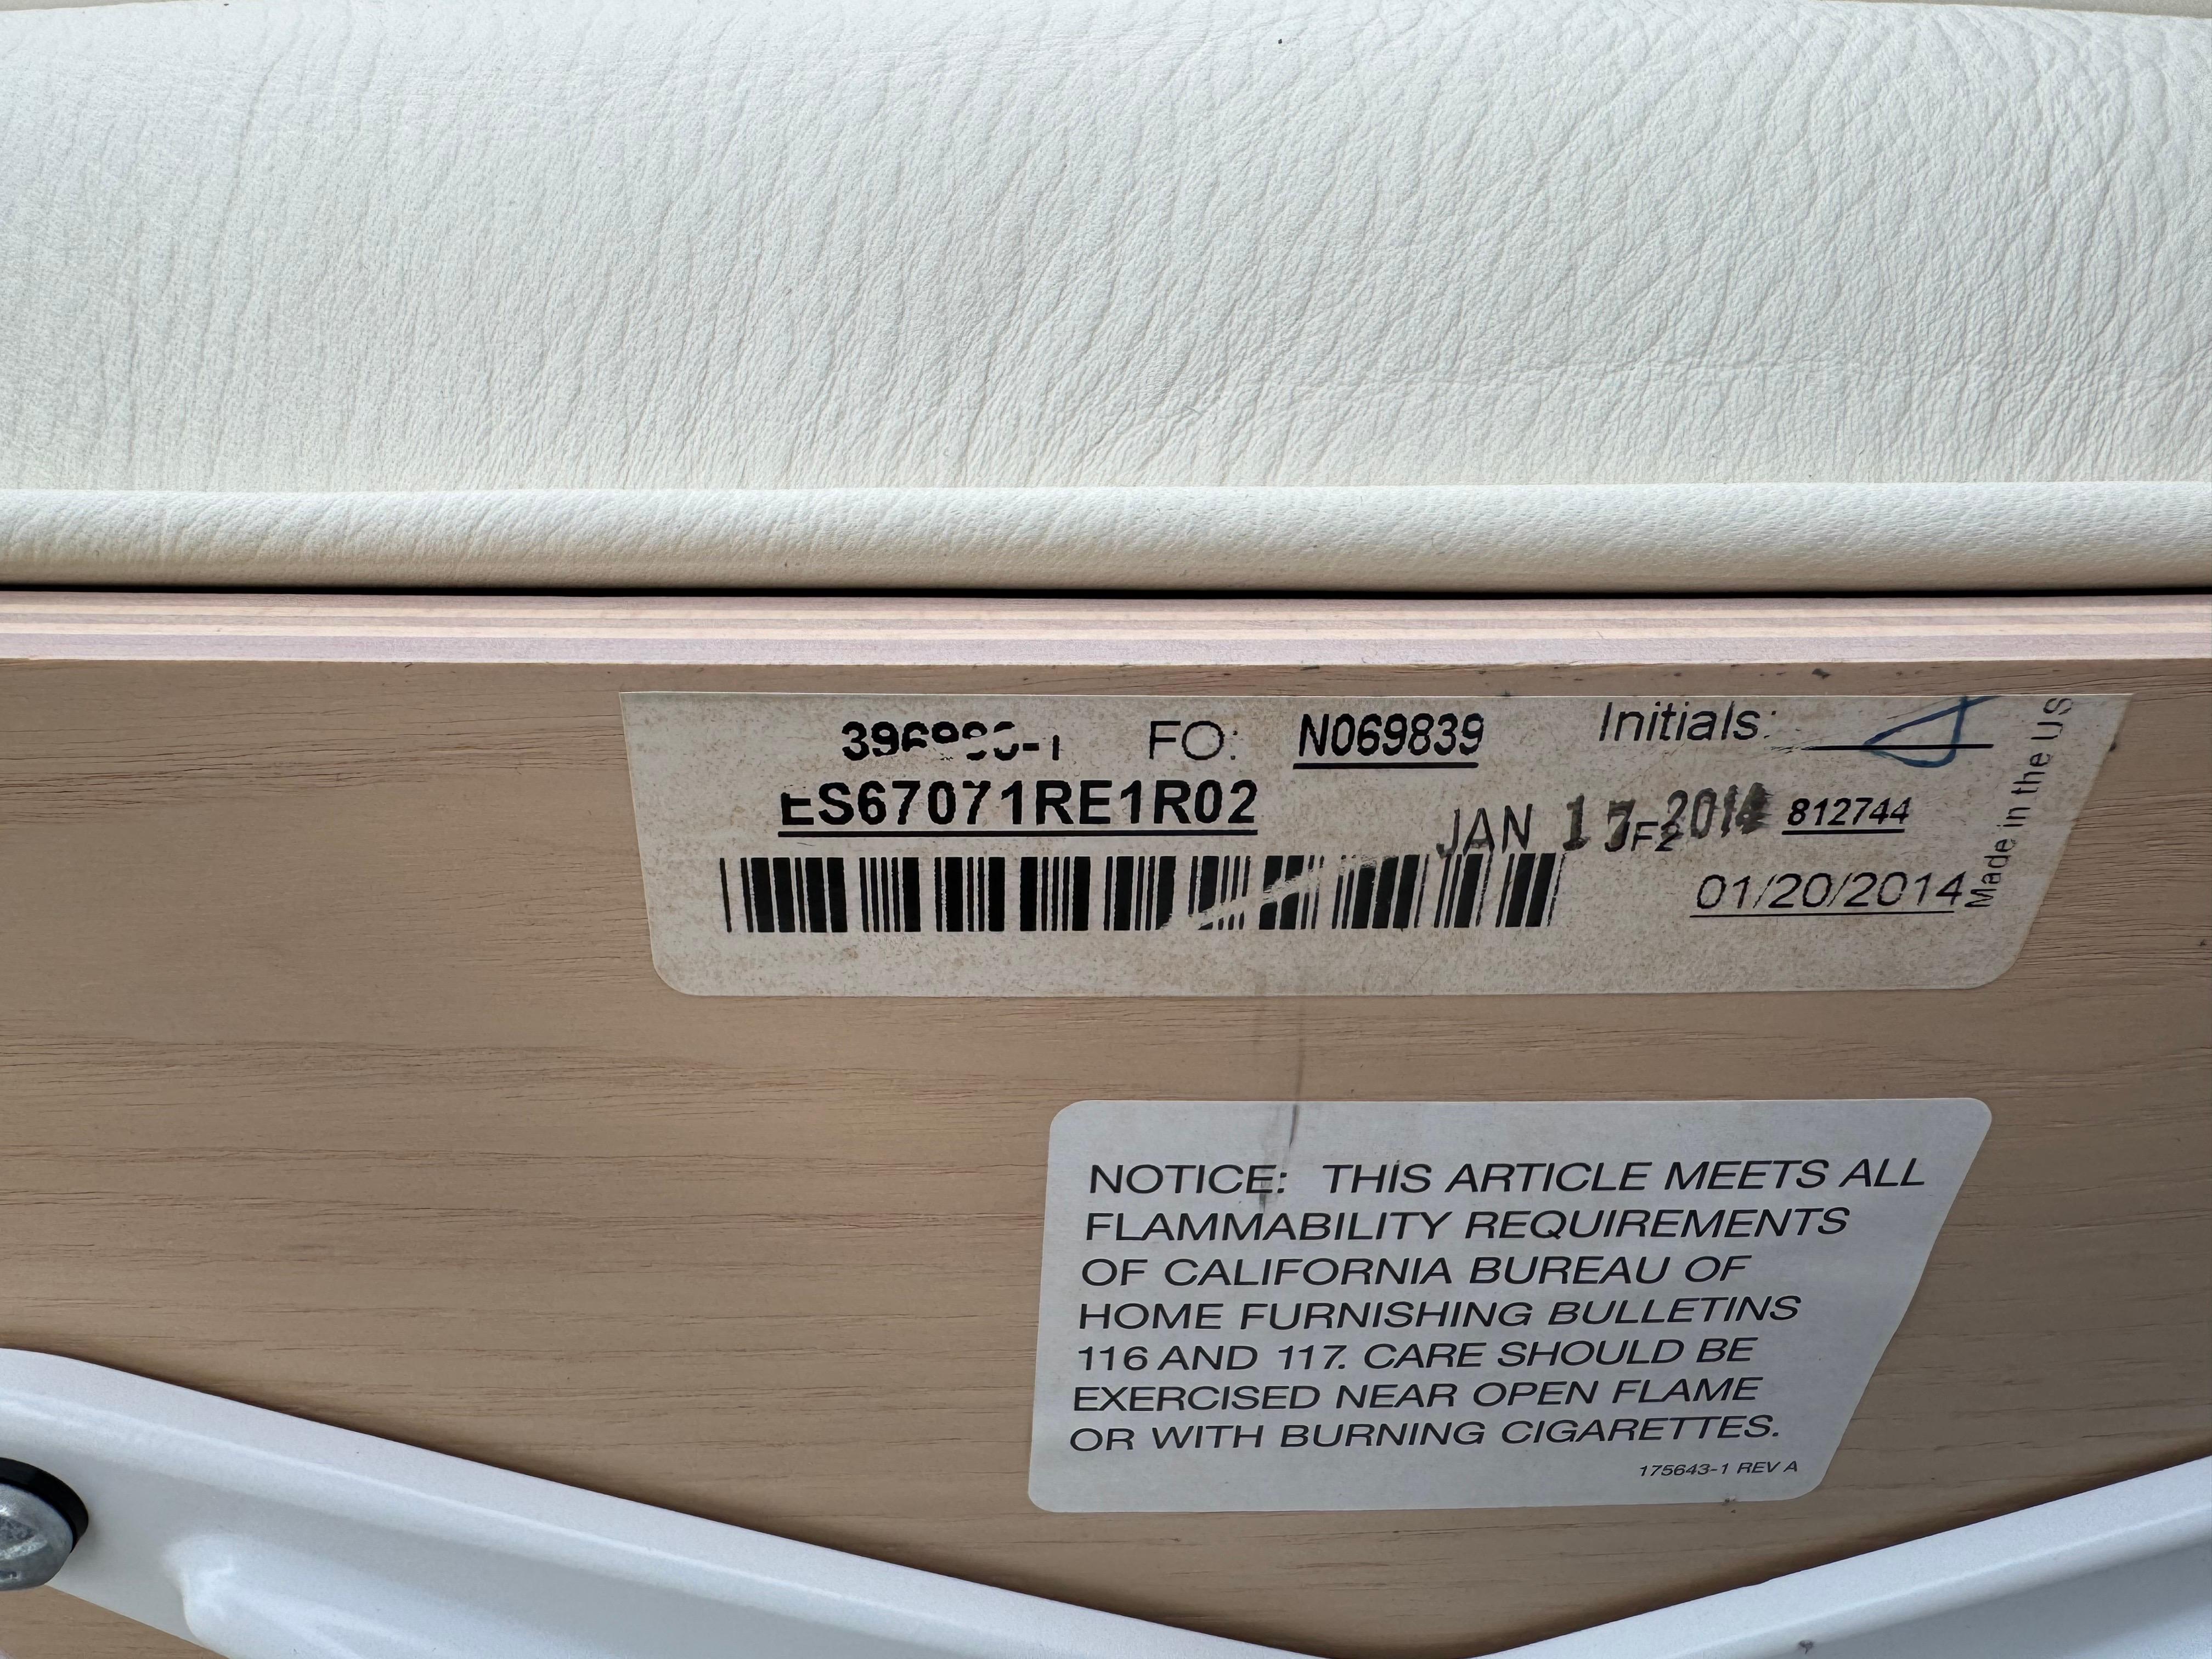 FO: N069839 Initials:
ES67071RE1R02
JAN 17 2014 812744
01/20/2014
Made in the US
NOTICE: THIS ARTICLE MEETS ALL
FLAMMABILITY REQUIREMENTS
OF CALIFORNIA BUREAU OF
HOME FURNISHING BULLETINS
116 AND 117. CARE SHOULD BE
EXERCISED NEAR OPEN FLAME
OR WITH BURNING CIGARETTES.
175643-1 REV A